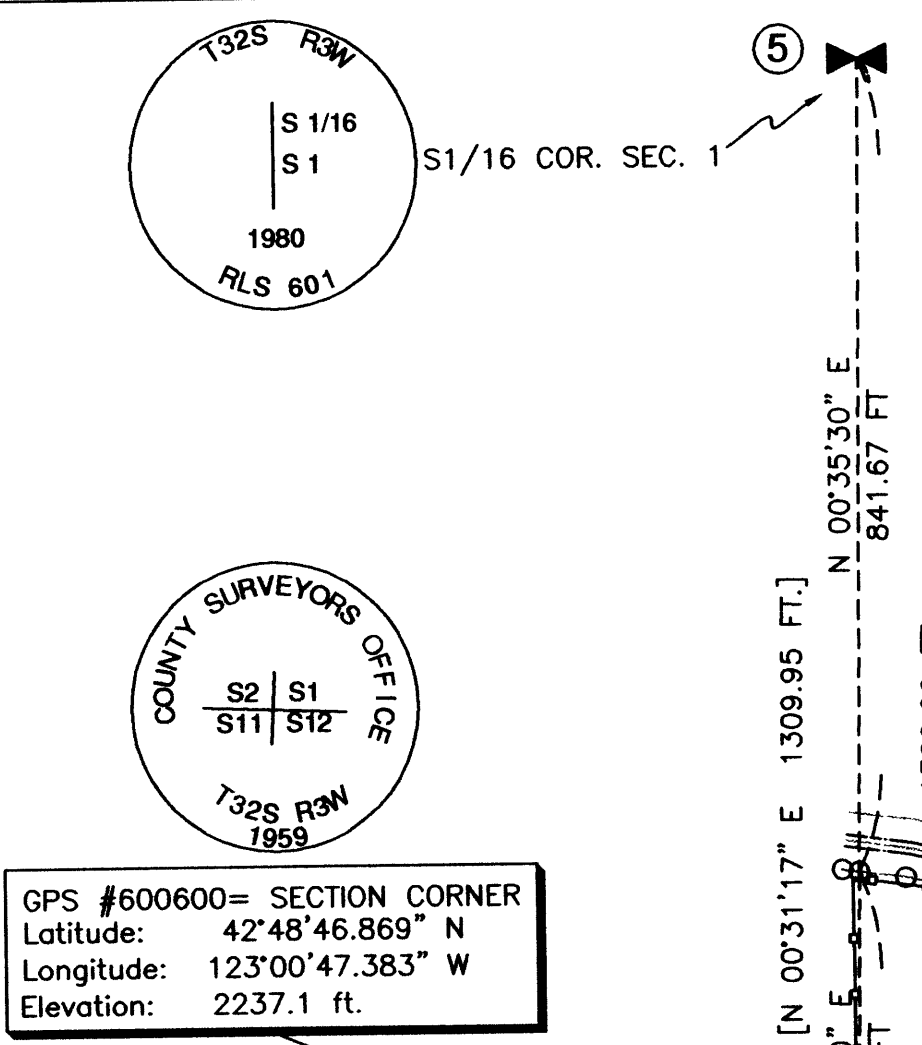 T32S R3W
S 1/16
S 1
1980
RLS 601
5
S1/16 COR. SEC. 1
N 00°35'30" E
841.67 FT
[N 00°31'17" E 1309.95 FT.]
COUNTY SURVEYORS OFFICE
S2 S1
S11 S12
T32S R3W
1959
GPS #600600= SECTION CORNER
Latitude: 42°48'46.869" N
Longitude: 123°00'47.383" W
Elevation: 2237.1 ft.
" E
FT